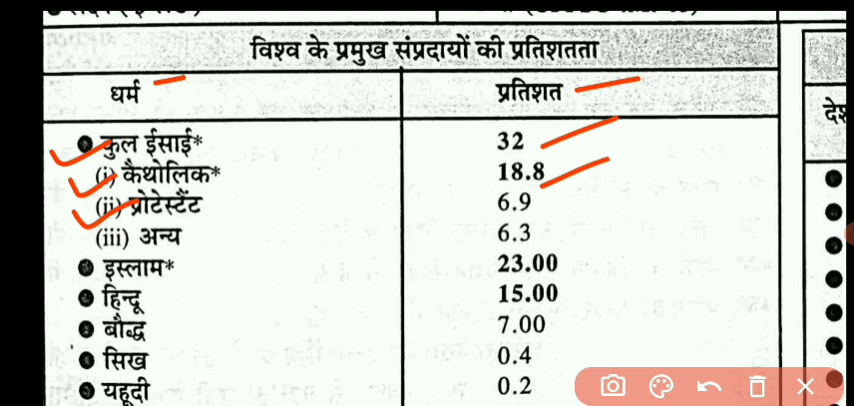 विश्व के प्रमुख संप्रदायों की प्रतिशतता
धर्म प्रतिशत
कुल ईसाई* 32
(i) कैथोलिक* 18.8
(ii) प्रोटेस्टैंट 6.9
(iii) अन्य 6.3
इस्लाम* 23.00
हिन्दू 15.00
बौद्ध 7.00
सिख 0.4
यहूदी 0.2